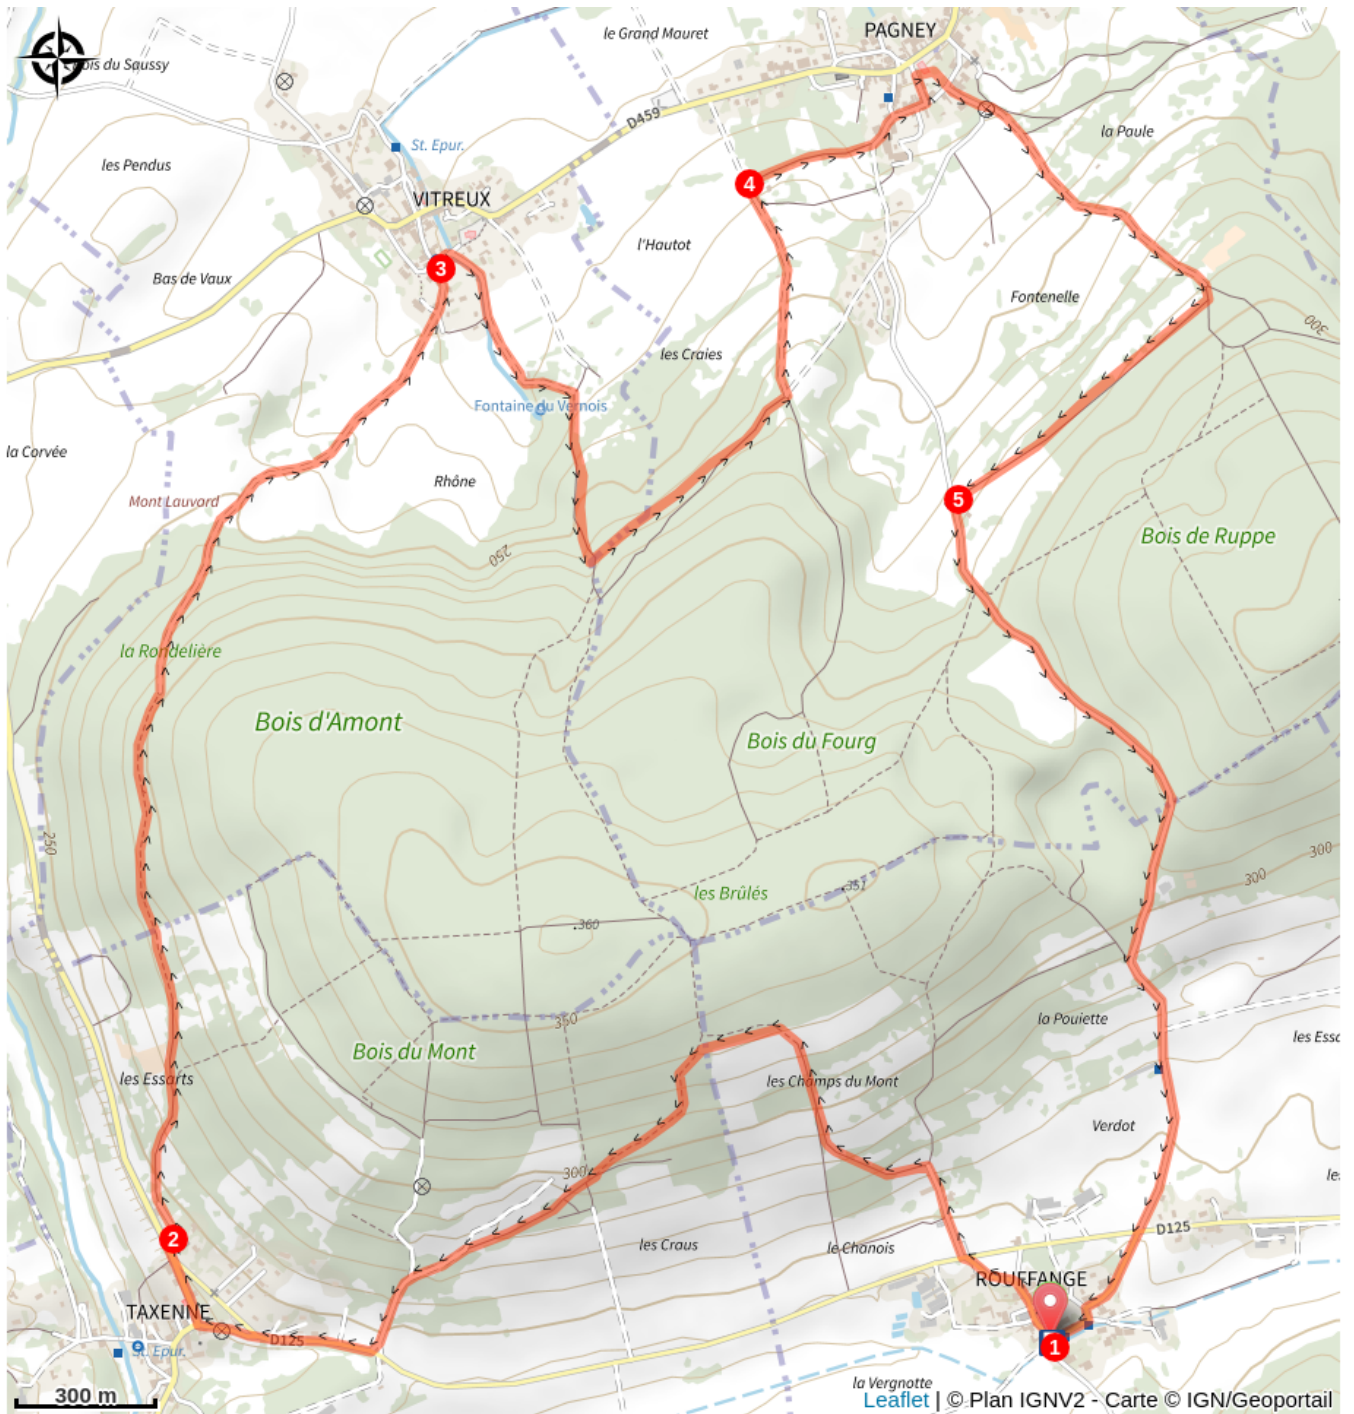 PAGNEY
le Grand Mauret
Bois du Saussy
D459
la Paule
St. Epur.
les Pendus
VITREUX
4
l'Hautot
3
Bas de Vaux
Fontenelle
300
les Craies
Fontaine du Vernois
la Corvée
Rhône
Mont Lauvard
5
Bois de Ruppe
250
la Rondelière
Bois d'Amont
Bois du Fourg
250
300
300
351
les Brûlés
.360
350
la Pouiette
les Essa
Bois du Mont
les Essarts
les Champs du Mont
Verdot
300
le
D125
2
les Craus
le Chanois
ROUFFANGE
TAXENNE
D125
St. Epur.
1
la Vergnotte
300 m
Leaflet | © Plan IGNV2 - Carte © IGN/Geoportail